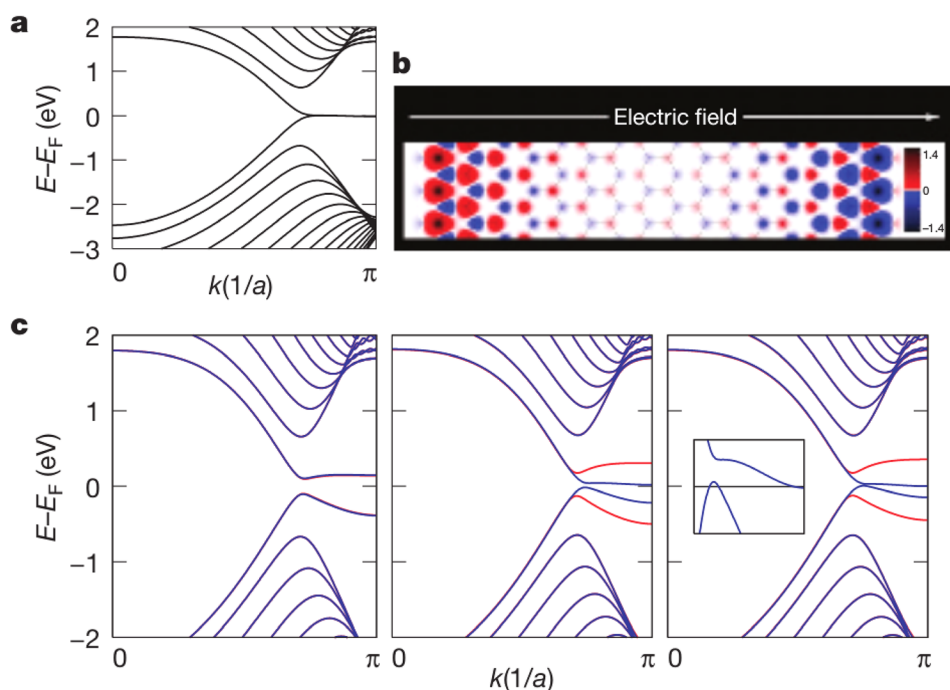 a
2
1
0
−1
−2
−3
E–EF (eV)
0
π
k(1/a)
b
Electric field
1.4
0
−1.4
c
2
1
0
−1
−2
E–EF (eV)
0
π
0
π
0
π
k(1/a)